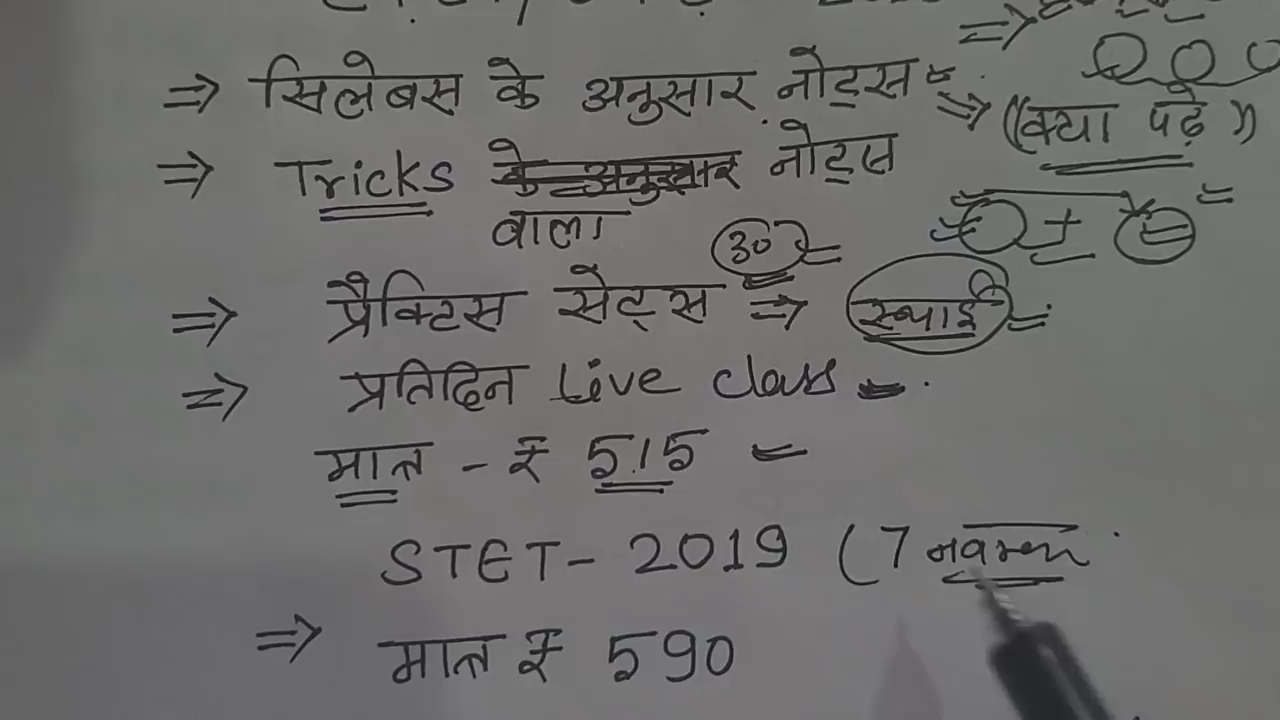 ⇒ सिलेबस के अनुसार नोट्स
⇒ (क्या पढ़े)
⇒ Tricks के अनुसार नोट्स
वाला
30
⇒ प्रैक्टिस सेट्स ⇒ स्थाई
⇒ प्रतिदिन Live class
मात्र - ₹ 515
STET- 2019 (7 नवम्बर
⇒ मात्र ₹ 590